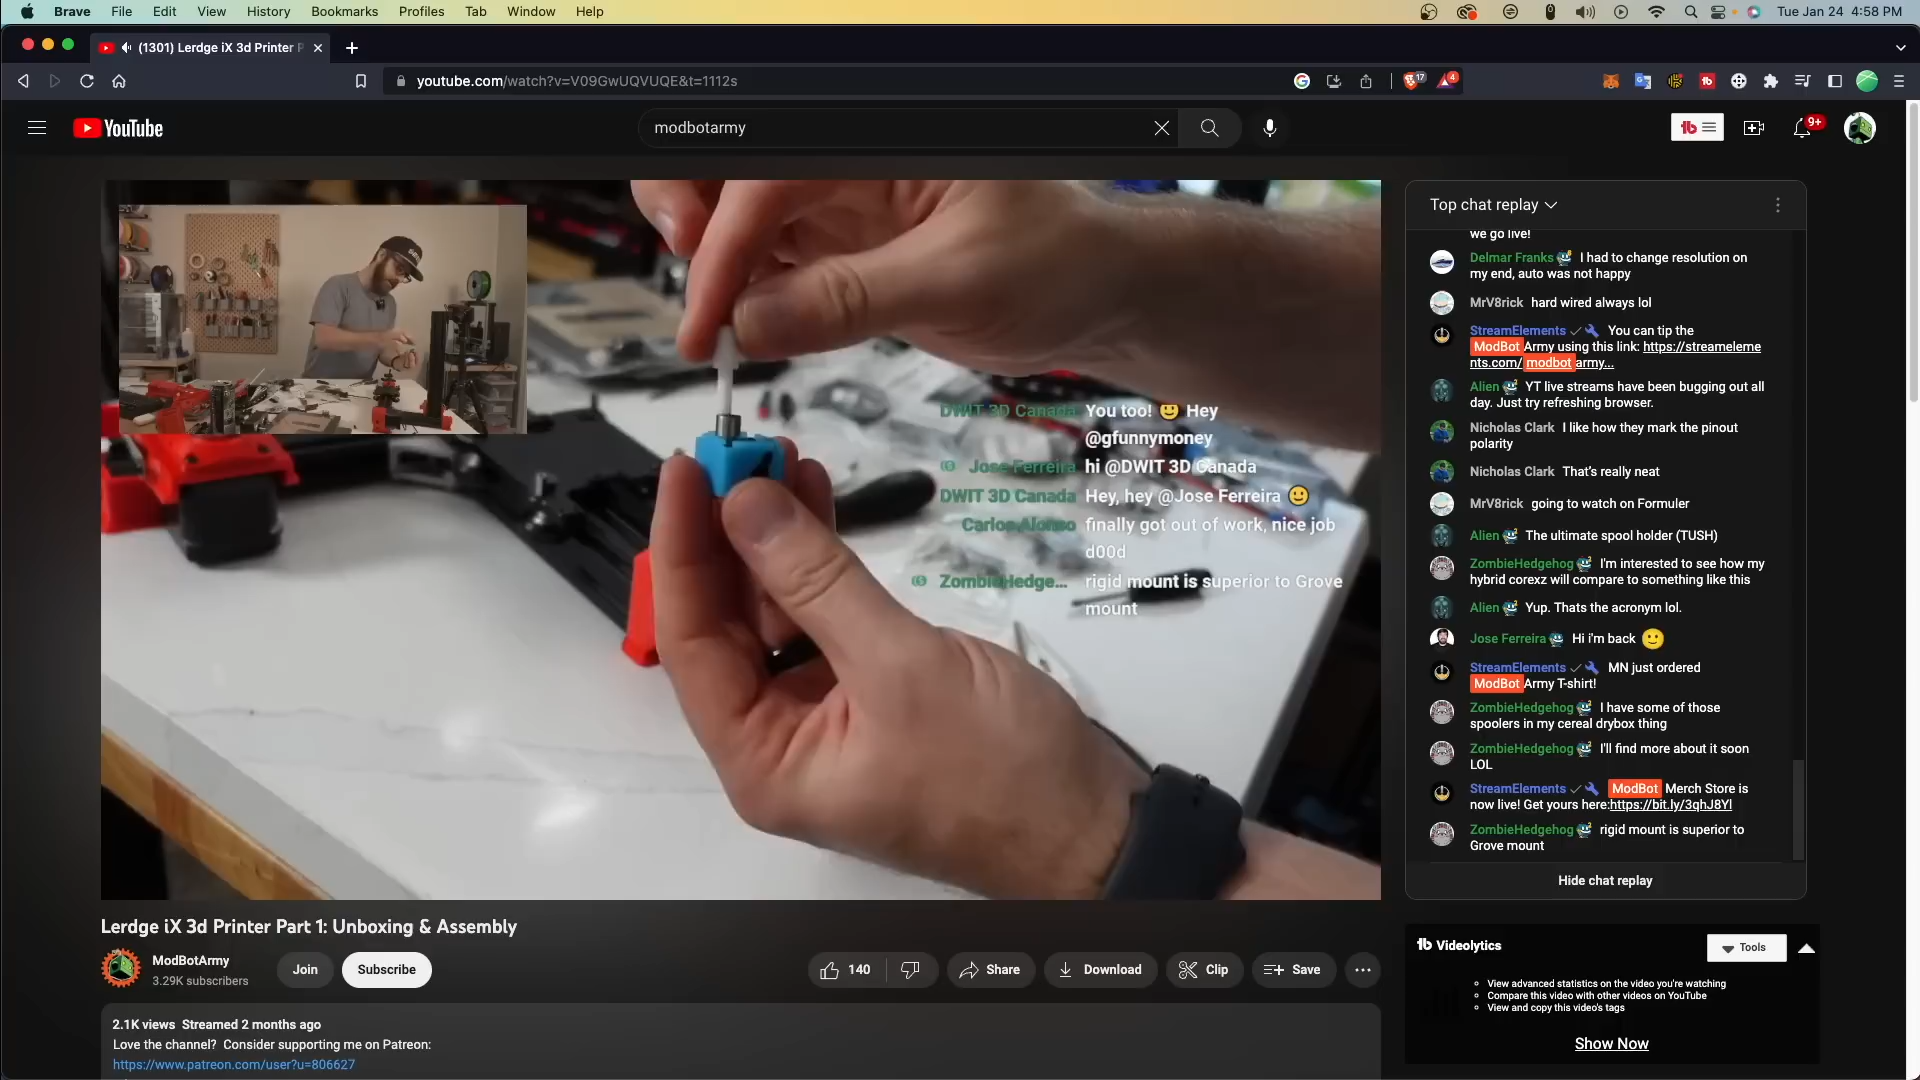 Brave File Edit View History Bookmarks Profiles Tab Window Help Tue Jan 24 4:58 PM
(1301) Lerdge iX 3d Printer P
youtube.com/watch?v=V09GwUQVUQE&t=1112s
17
4
YouTube
modbotarmy
9+
DWIT 3D Canada You too! 🙂 Hey
@gfunnymoney
Jose Ferreira hi @DWIT 3D Canada
DWIT 3D Canada Hey, hey @Jose Ferreira 🙂
Carlos Alonso finally got out of work, nice job
d00d
ZombieHedge... rigid mount is superior to Grove
mount
Top chat replay
we go live!
Delmar Franks I had to change resolution on
my end, auto was not happy
MrV8rick hard wired always lol
StreamElements You can tip the
ModBot Army using this link: https://streameleme
nts.com/ modbot army...
Alien YT live streams have been bugging out all
day. Just try refreshing browser.
Nicholas Clark I like how they mark the pinout
polarity
Nicholas Clark That's really neat
MrV8rick going to watch on Formuler
Alien The ultimate spool holder (TUSH)
ZombieHedgehog I'm interested to see how my
hybrid corexz will compare to something like this
Alien Yup. Thats the acronym lol.
Jose Ferreira Hi i'm back 🙂
StreamElements MN just ordered
ModBot Army T-shirt!
ZombieHedgehog I have some of those
spoolers in my cereal drybox thing
ZombieHedgehog I'll find more about it soon
LOL
StreamElements ModBot Merch Store is
now live! Get yours here:https://bit.ly/3qhJ8Yl
ZombieHedgehog rigid mount is superior to
Grove mount
Hide chat replay
Lerdge iX 3d Printer Part 1: Unboxing & Assembly
ModBotArmy
3.29K subscribers
Join
Subscribe
140
Share
Download
Clip
Save
2.1K views Streamed 2 months ago
Love the channel? Consider supporting me on Patreon:
https://www.patreon.com/user?u=806627
Videolytics
Tools
View advanced statistics on the video you're watching
Compare this video with other videos on YouTube
View and copy this video's tags
Show Now